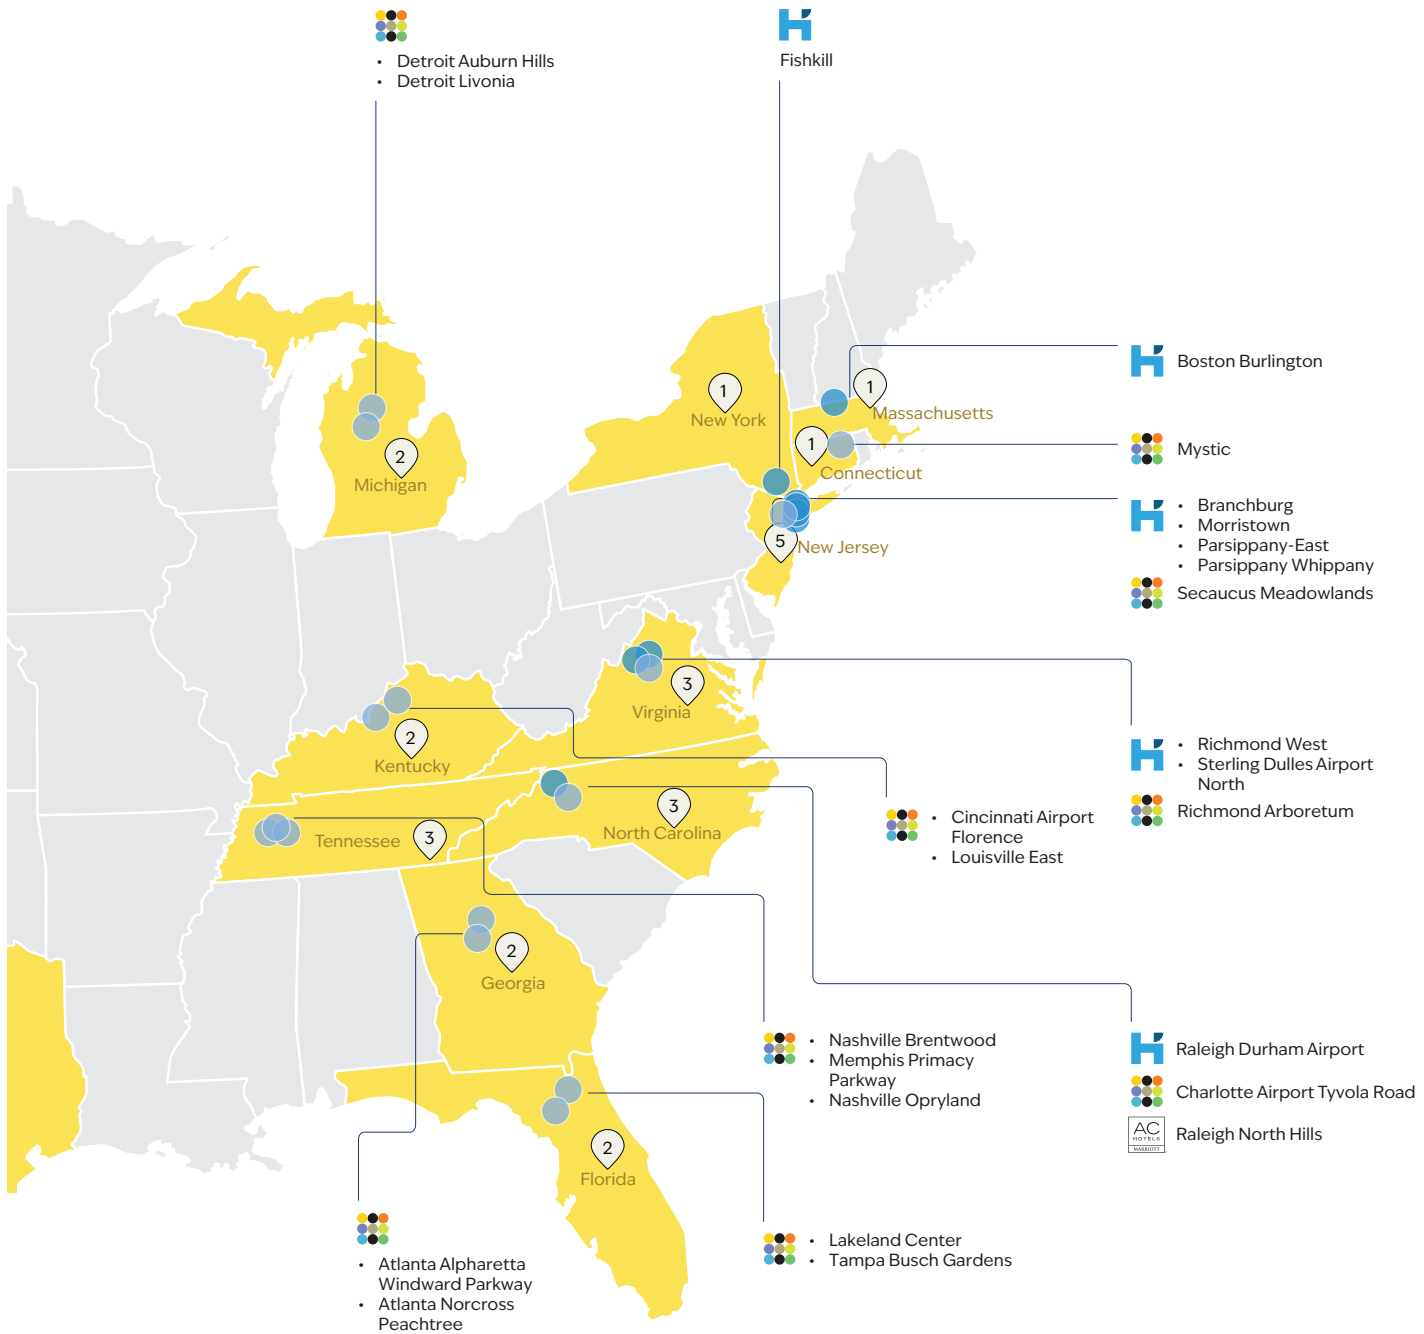 • Detroit Auburn Hills
• Detroit Livonia
Fishkill
1
New York
1
Massachusetts
1
Connecticut
2
Michigan
5
New Jersey
Boston Burlington
Mystic
• Branchburg
• Morristown
• Parsippany-East
• Parsippany Whippany
Secaucus Meadowlands
3
Virginia
2
Kentucky
3
North Carolina
Tennessee
3
• Richmond West
• Sterling Dulles Airport
North
Richmond Arboretum
• Cincinnati Airport
Florence
• Louisville East
2
Georgia
• Nashville Brentwood
• Memphis Primacy
Parkway
• Nashville Opryland
Raleigh Durham Airport
Charlotte Airport Tyvola Road
AC
HOTELS
MARRIOTT
Raleigh North Hills
2
Florida
• Lakeland Center
• Tampa Busch Gardens
• Atlanta Alpharetta
Windward Parkway
• Atlanta Norcross
Peachtree